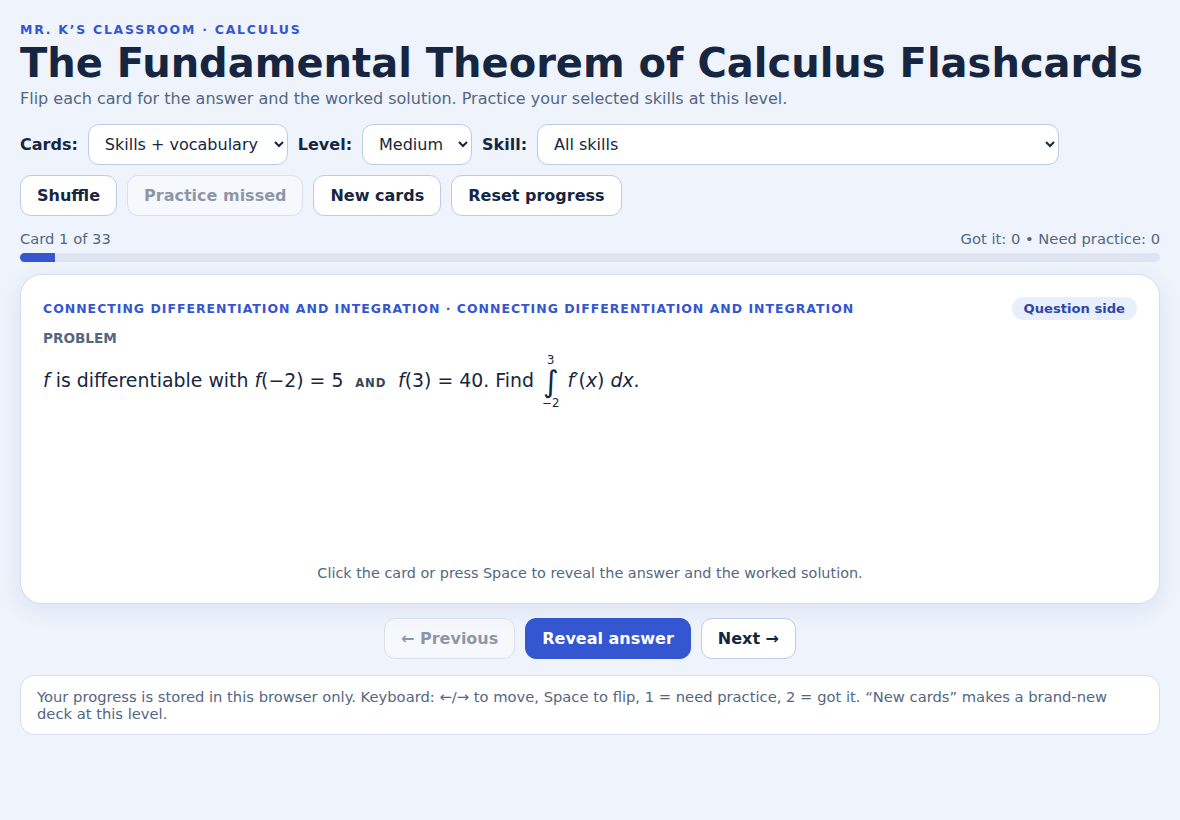 MR. K'S CLASSROOM · CALCULUS
The Fundamental Theorem of Calculus Flashcards
Flip each card for the answer and the worked solution. Practice your selected skills at this level.
Cards: Skills + vocabulary Level: Medium Skill: All skills
Shuffle Practice missed New cards Reset progress
Card 1 of 33 Got it: 0 • Need practice: 0
CONNECTING DIFFERENTIATION AND INTEGRATION · CONNECTING DIFFERENTIATION AND INTEGRATION Question side
PROBLEM
f is differentiable with f(−2) = 5 AND f(3) = 40. Find ∫_{−2}^{3} f′(x) dx.
Click the card or press Space to reveal the answer and the worked solution.
← Previous Reveal answer Next →
Your progress is stored in this browser only. Keyboard: ←/→ to move, Space to flip, 1 = need practice, 2 = got it. “New cards” makes a brand-new
deck at this level.